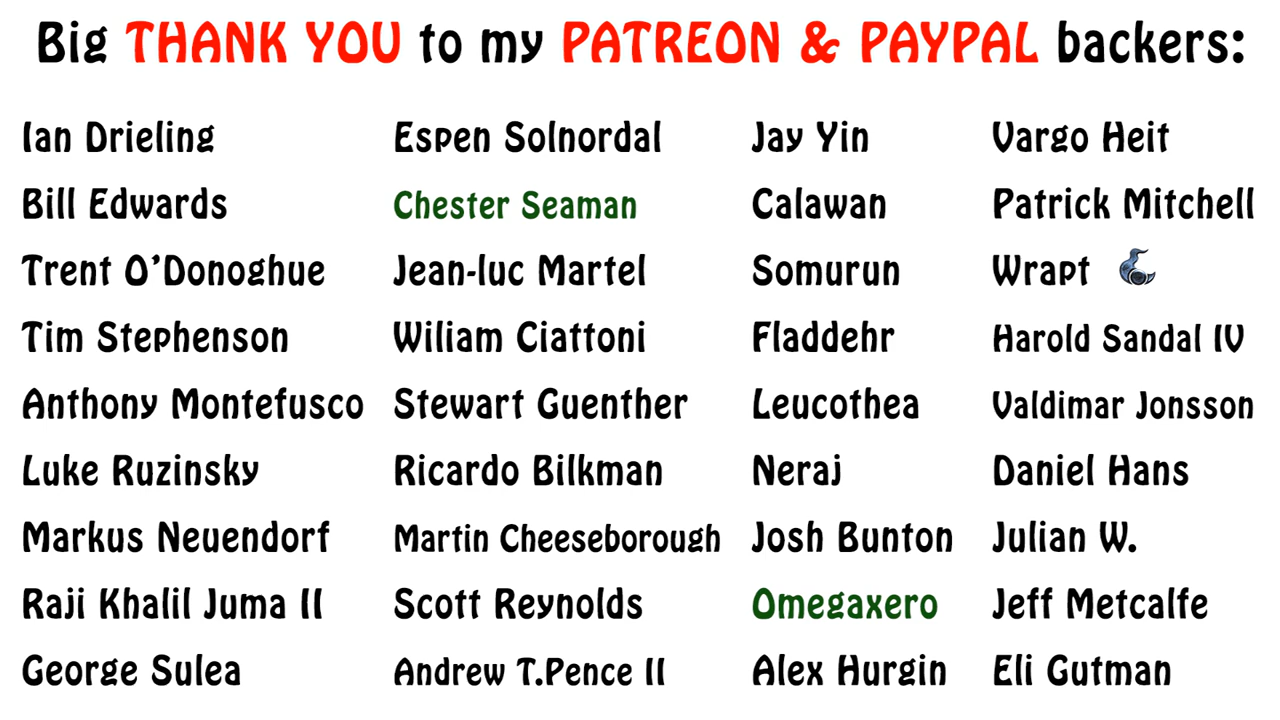 Big THANK YOU to my PATREON & PAYPAL backers:
Ian Drieling
Bill Edwards
Trent O'Donoghue
Tim Stephenson
Anthony Montefusco
Luke Ruzinsky
Markus Neuendorf
Raji Khalil Juma II
George Sulea
Espen Solnordal
Chester Seaman
Jean-luc Martel
Wiliam Ciattoni
Stewart Guenther
Ricardo Bilkman
Martin Cheeseborough
Scott Reynolds
Andrew T.Pence II
Jay Yin
Calawan
Somurun
Fladdehr
Leucothea
Neraj
Josh Bunton
Omegaxero
Alex Hurgin
Vargo Heit
Patrick Mitchell
Wrapt
Harold Sandal IV
Valdimar Jonsson
Daniel Hans
Julian W.
Jeff Metcalfe
Eli Gutman